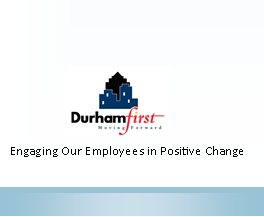 Durhamfirst
Moving Forward
Engaging Our Employees in Positive Change